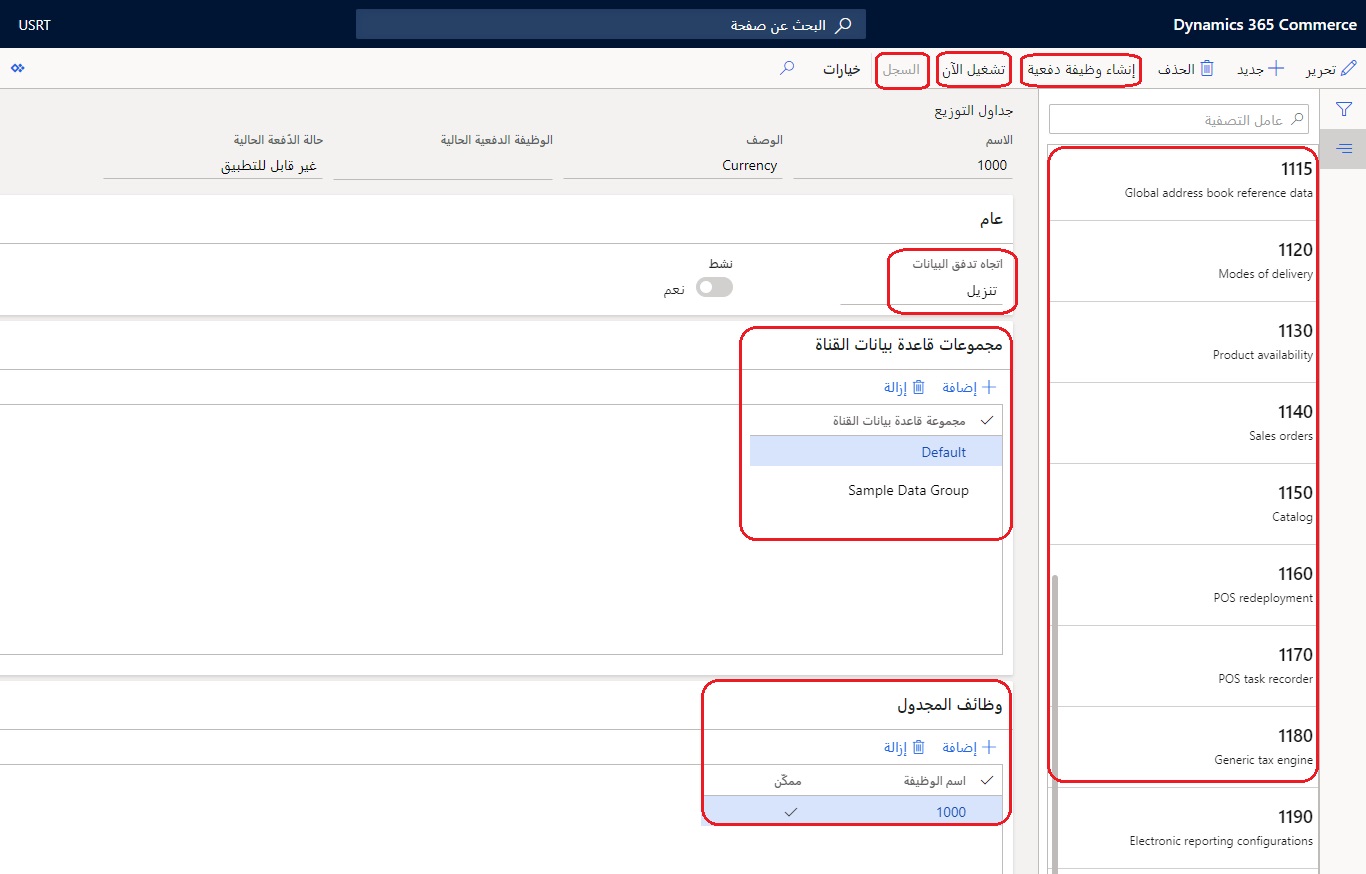 Dynamics 365 Commerce
البحث عن صفحة
USRT
تحرير
جديد
الحذف
إنشاء وظيفة دفعية
تشغيل الآن
السجل
خيارات
عامل التصفية
1115
Global address book reference data
1120
Modes of delivery
1130
Product availability
1140
Sales orders
1150
Catalog
1160
POS redeployment
1170
POS task recorder
1180
Generic tax engine
1190
Electronic reporting configurations
جداول التوزيع
الاسم
1000
الوصف
Currency
الوظيفة الدفعية الحالية
حالة الدّفعة الحالية
غير قابل للتطبيق
عام
اتجاه تدفق البيانات
تنزيل
نشط
نعم
مجموعات قاعدة بيانات القناة
إضافة
إزالة
مجموعة قاعدة بيانات القناة
Default
Sample Data Group
وظائف المجدول
إضافة
إزالة
اسم الوظيفة
ممكّن
1000